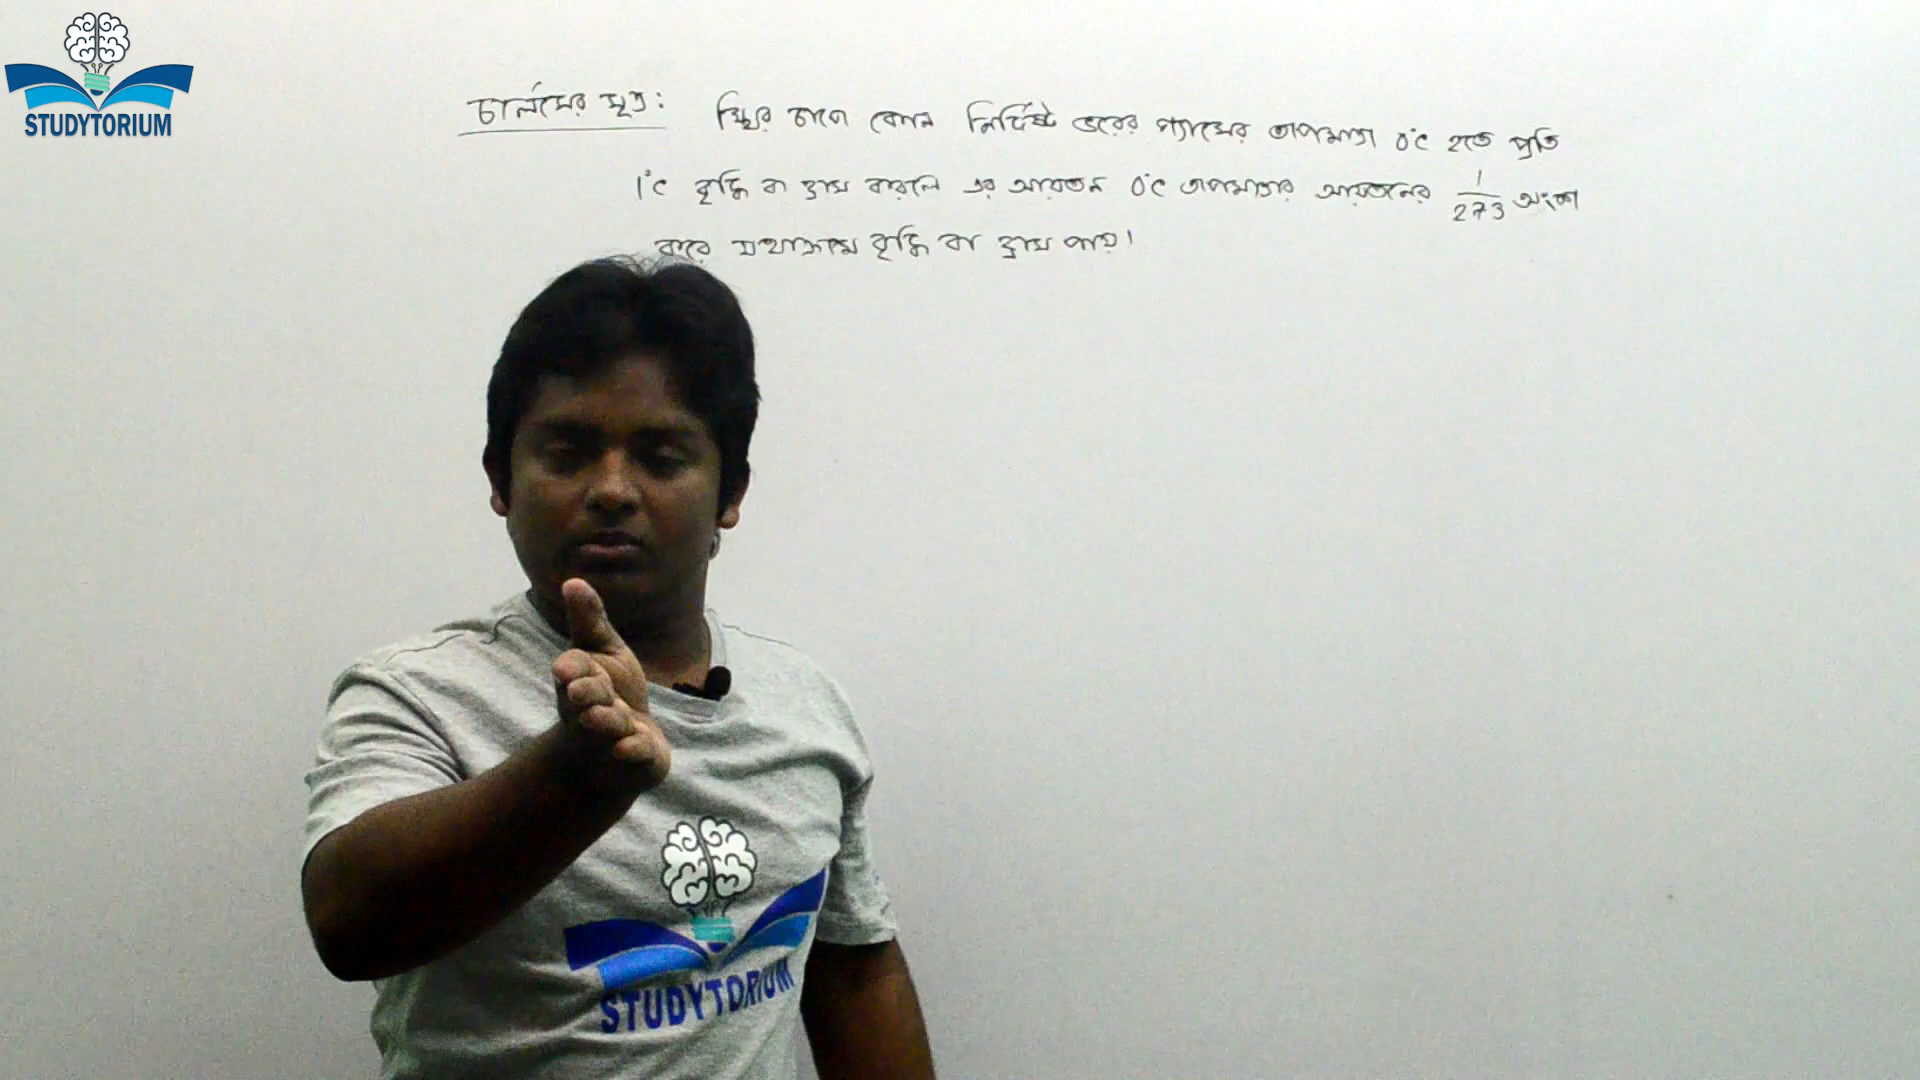 STUDYTORIUM
চার্লসের সূত্র: স্থির চাপে কোন নির্দিষ্ট ভরের গ্যাসের তাপমাত্রা 0°C হতে প্রতি
1°C বৃদ্ধি বা হ্রাস করলে এর আয়তন 0°C তাপমাত্রার আয়তনের 1/273 অংশ
করে যথাক্রমে বৃদ্ধি বা হ্রাস পায়।
STUDYTORIUM